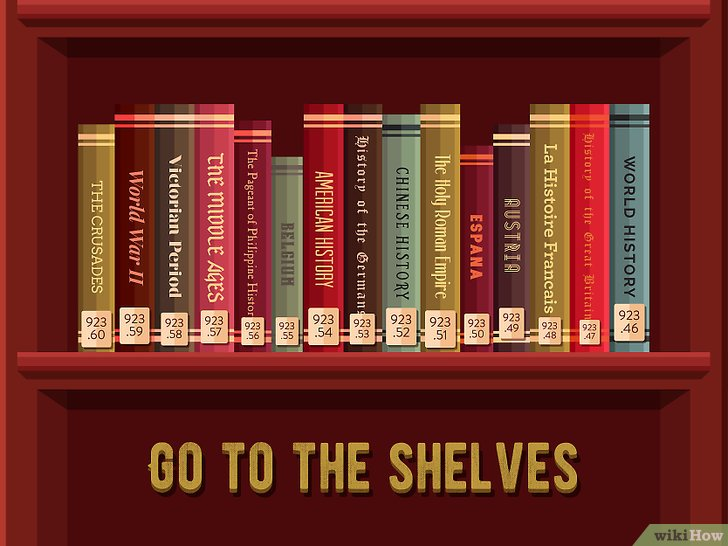 THE CRUSADES
923
.60
World War II
923
.59
Victorian Period
923
.58
THE MIDDLE AGES
923
.57
The Pageant of Philippine Histor
923
.56
BELGIUM
923
.55
AMERICAN HISTORY
923
.54
History of the Germans
923
.53
CHINESE HISTORY
923
.52
The Holy Roman Empire
923
.51
ESPANA
923
.50
AUSTRIA
923
.49
La Histoire Francais
923
.48
History of the Great Britain
923
.47
WORLD HISTORY
923
.46
GO TO THE SHELVES
wikiHow